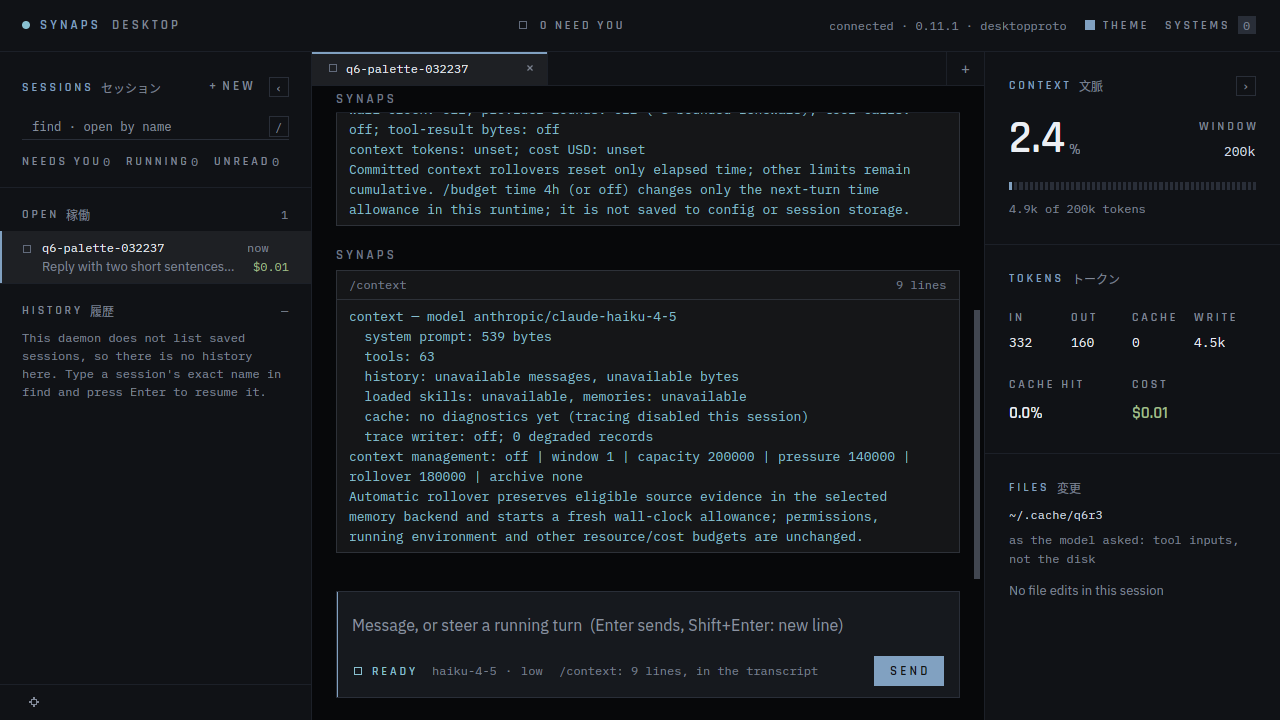 SYNAPS DESKTOP
0 NEED YOU
connected · 0.11.1 · desktopproto
THEME
SYSTEMS 0
SESSIONS セッション
+ NEW
‹
find · open by name
/
NEEDS YOU 0 RUNNING 0 UNREAD 0
OPEN 稼働
1
q6-palette-032237
now
Reply with two short sentences…
$0.01
HISTORY 履歴
—
This daemon does not list saved
sessions, so there is no history
here. Type a session's exact name in
find and press Enter to resume it.
q6-palette-032237
×
+
SYNAPS
off; tool-result bytes: off
context tokens: unset; cost USD: unset
Committed context rollovers reset only elapsed time; other limits remain
cumulative. /budget time 4h (or off) changes only the next-turn time
allowance in this runtime; it is not saved to config or session storage.
SYNAPS
/context
9 lines
context — model anthropic/claude-haiku-4-5
system prompt: 539 bytes
tools: 63
history: unavailable messages, unavailable bytes
loaded skills: unavailable, memories: unavailable
cache: no diagnostics yet (tracing disabled this session)
trace writer: off; 0 degraded records
context management: off | window 1 | capacity 200000 | pressure 140000 |
rollover 180000 | archive none
Automatic rollover preserves eligible source evidence in the selected
memory backend and starts a fresh wall-clock allowance; permissions,
running environment and other resource/cost budgets are unchanged.
Message, or steer a running turn (Enter sends, Shift+Enter: new line)
READY haiku-4-5 · low /context: 9 lines, in the transcript
SEND
CONTEXT 文脈
›
2.4 %
WINDOW
200k
4.9k of 200k tokens
TOKENS トークン
IN OUT CACHE WRITE
332 160 0 4.5k
CACHE HIT COST
0.0% $0.01
FILES 変更
~/.cache/q6r3
as the model asked: tool inputs,
not the disk
No file edits in this session